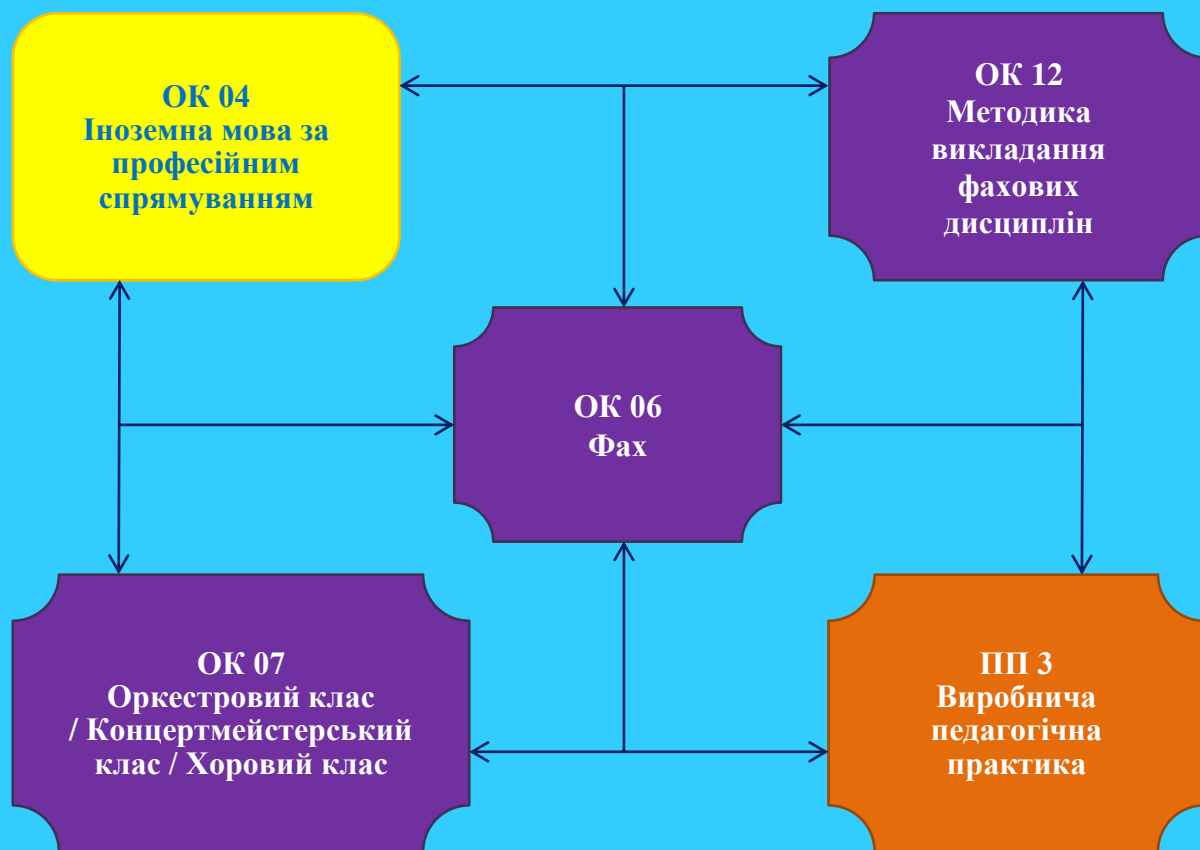 ОК 04
Іноземна мова за
професійним
спрямуванням
ОК 12
Методика
викладання
фахових
дисциплін
ОК 06
Фах
ОК 07
Оркестровий клас
/ Концертмейстерський
клас / Хоровий клас
ПП 3
Виробнича
педагогічна
практика